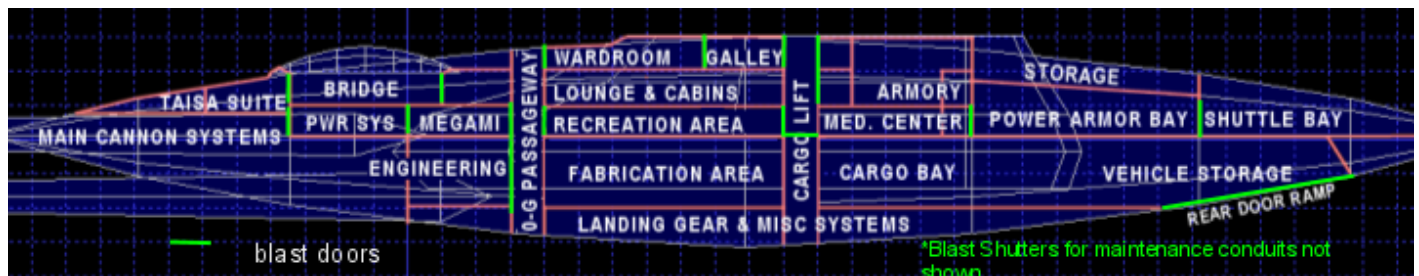 WARDROOM
GALLEY
STORAGE
BRIDGE
LOUNGE & CABINS
ARMORY
TAISA SUITE
PWR SYS
MEGAMI
0-G PASSAGEWAY
RECREATION AREA
CARGO LIFT
MED. CENTER
POWER ARMOR BAY
SHUTTLE BAY
MAIN CANNON SYSTEMS
ENGINEERING
FABRICATION AREA
CARGO BAY
VEHICLE STORAGE
REAR DOOR RAMP
LANDING GEAR & MISC SYSTEMS
blast doors
*Blast Shutters for maintenance conduits not
shown